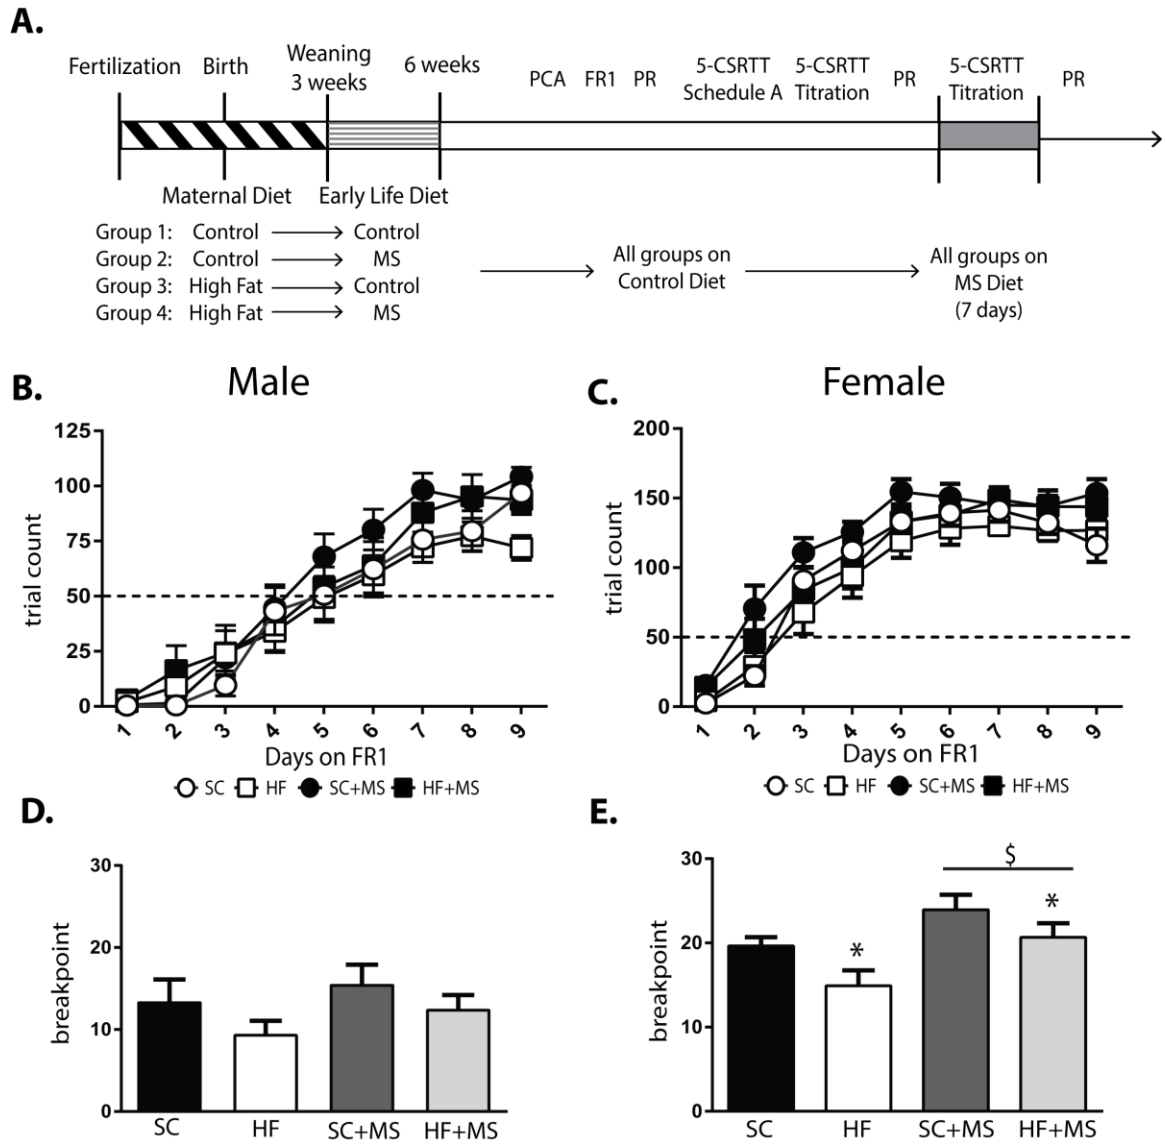 A.
Fertilization Birth Weaning 3 weeks 6 weeks PCA FR1 PR 5-CSRTT Schedule A 5-CSRTT Titration PR 5-CSRTT Titration PR
Maternal Diet Early Life Diet
Group 1: Control Control
Group 2: Control MS
Group 3: High Fat Control
Group 4: High Fat MS
All groups on
Control Diet
All groups on
MS Diet
(7 days)
B.
Male
125
100
75
50
25
0
trial count
1 2 3 4 5 6 7 8 9
Days on FR1
SC HF SC+MS HF+MS
C.
Female
200
150
100
50
0
trial count
1 2 3 4 5 6 7 8 9
Days on FR1
SC HF SC+MS HF+MS
D.
30
20
10
0
breakpoint
SC HF SC+MS HF+MS
E.
30
20
10
0
breakpoint
$
*
*
SC HF SC+MS HF+MS